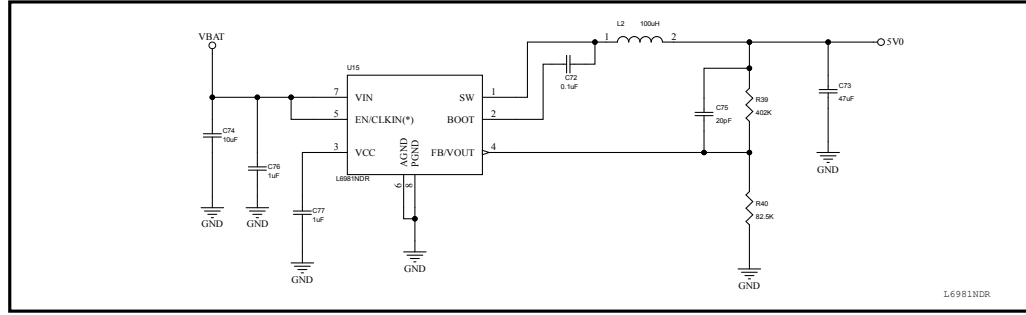 L2 100uH
VBAT
1 2
5V0
C72
0.1uF
U15
7 VIN SW 1
5 EN/CLKIN(*) BOOT 2
3 VCC FB/VOUT 4
AGND PGND
6 8
L6981NDR
C74
10uF
C76
1uF
C77
1uF
C75
20pF
R39
402K
C73
47uF
R40
82.5K
GND
GND
GND
GND
GND
GND
L6981NDR